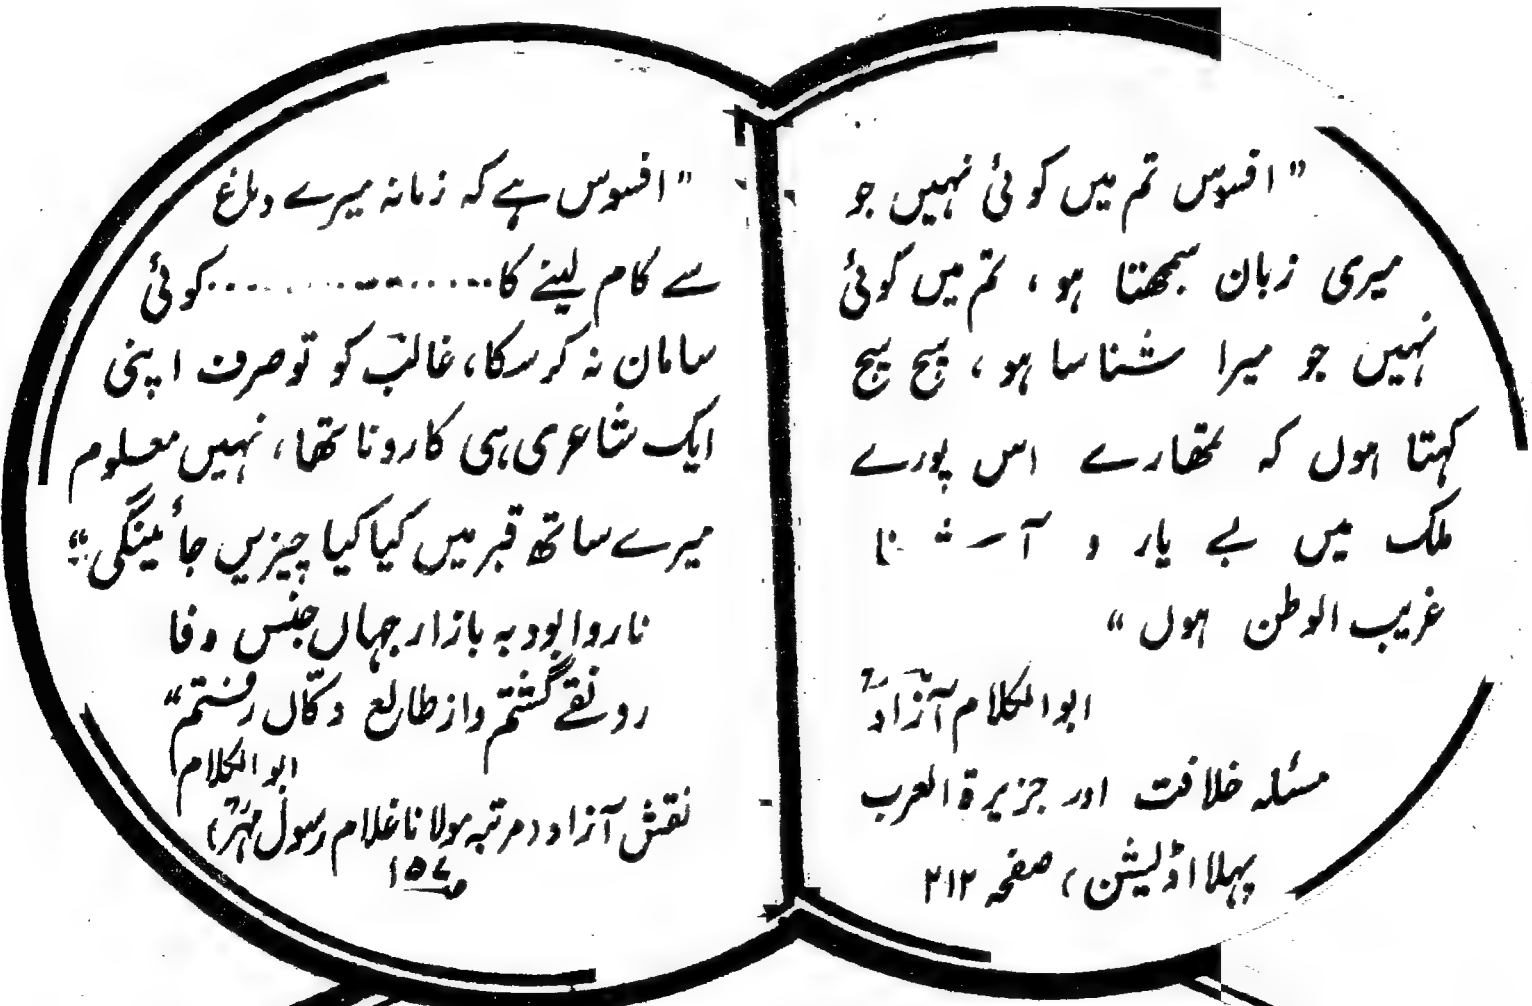 "افسوس تم میں کوئی نہیں جو
میری زبان سمجھتا ہو، تم میں کوئی
نہیں جو میرا شناسا ہو، سچ سچ
کہتا ہوں کہ تمھارے اس پورے
ملک میں بے یار و آشنا
غریب الوطن ہوں"
ابوالکلام آزادؒ
مسئلہ خلافت اور جزیرۃ العرب
پہلا اڈیشن، صفحہ ۲۱۲
"افسوس ہے کہ زمانہ میرے دماغ
سے کام لینے کا..............کوئی
سامان نہ کرسکا، غالبؔ کو تو صرف اپنی
ایک شاعری ہی کا رونا تھا، نہیں معلوم
میرے ساتھ قبر میں کیا کیا چیزیں جائینگی"
ناروا بود بہ بازار جہاں جنس وفا
رونقے گشتم و از طالع دکّاں رفتم"
ابوالکلام
نقش آزاد (مرتبہ مولانا غلام رسول مہرؔ)
ص ۱۵۷